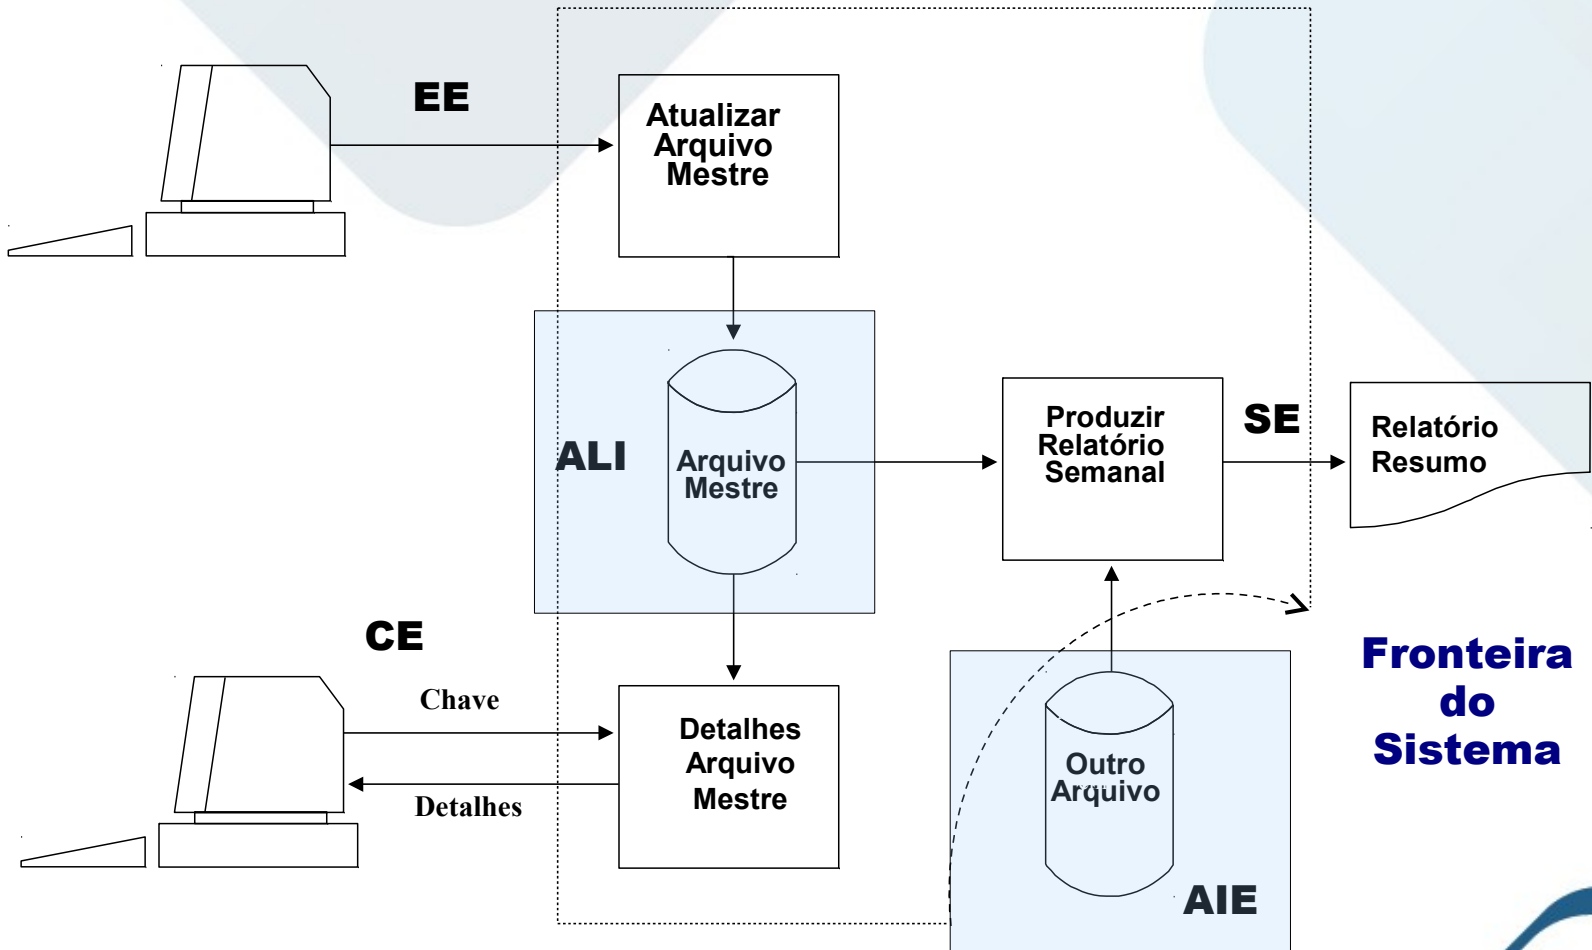 EE
Atualizar
Arquivo
Mestre
ALI
Arquivo
Mestre
Produzir
Relatório
Semanal
SE
Relatório
Resumo
CE
Chave
Detalhes
Detalhes
Arquivo
Mestre
Outro
Arquivo
AIE
Fronteira
do
Sistema